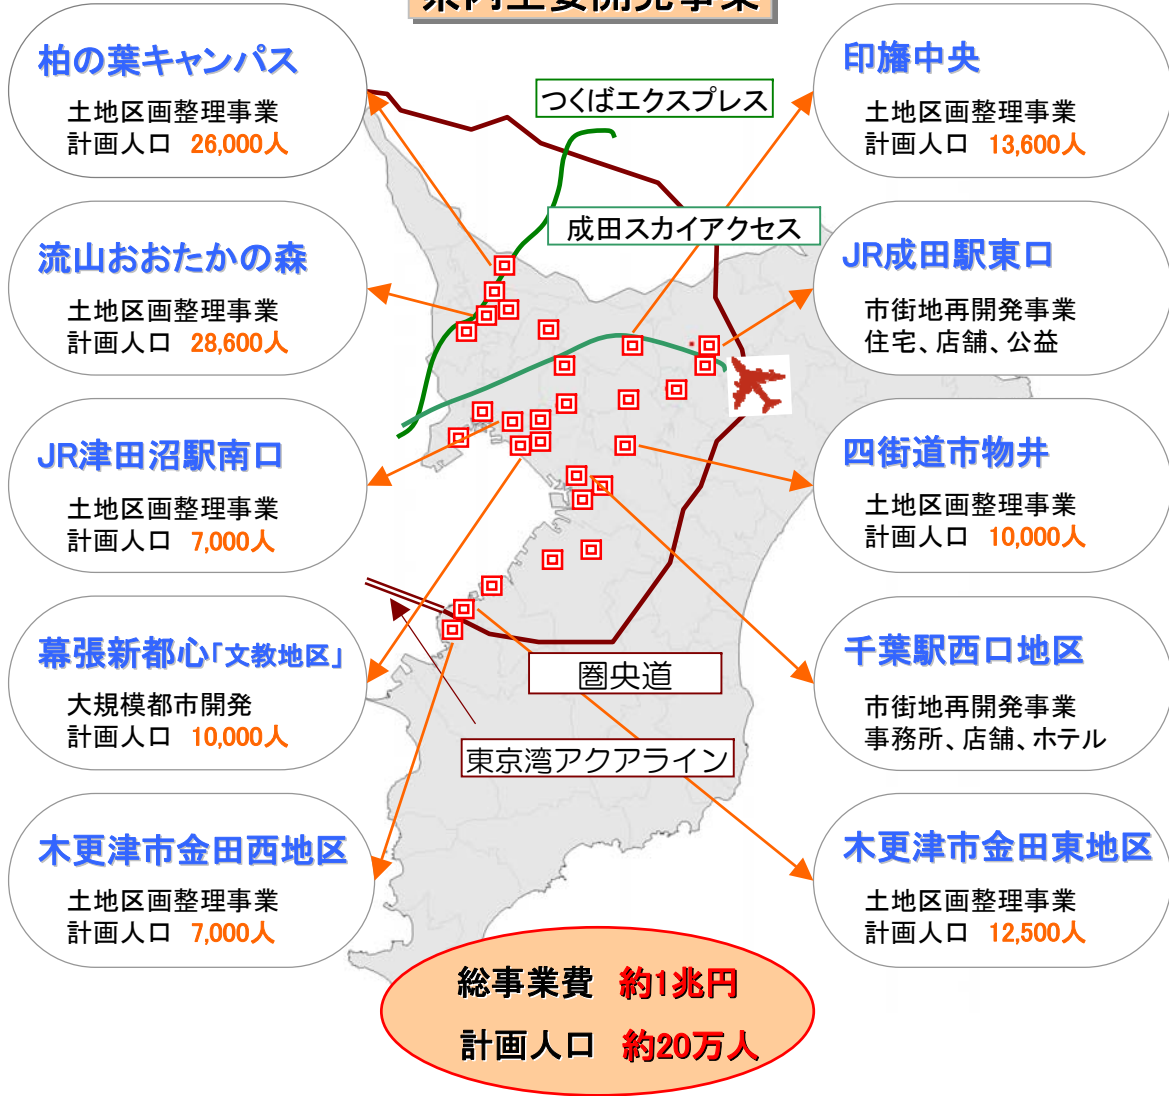 県内主要開発事業
柏の葉キャンパス
土地区画整理事業
計画人口 26,000人
流山おおたかの森
土地区画整理事業
計画人口 28,600人
JR津田沼駅南口
土地区画整理事業
計画人口 7,000人
幕張新都心「文教地区」
大規模都市開発
計画人口 10,000人
木更津市金田西地区
土地区画整理事業
計画人口 7,000人
つくばエクスプレス
成田スカイアクセス
圏央道
東京湾アクアライン
印旛中央
土地区画整理事業
計画人口 13,600人
JR成田駅東口
市街地再開発事業
住宅、店舗、公益
四街道市物井
土地区画整理事業
計画人口 10,000人
千葉駅西口地区
市街地再開発事業
事務所、店舗、ホテル
木更津市金田東地区
土地区画整理事業
計画人口 12,500人
総事業費 約1兆円
計画人口 約20万人